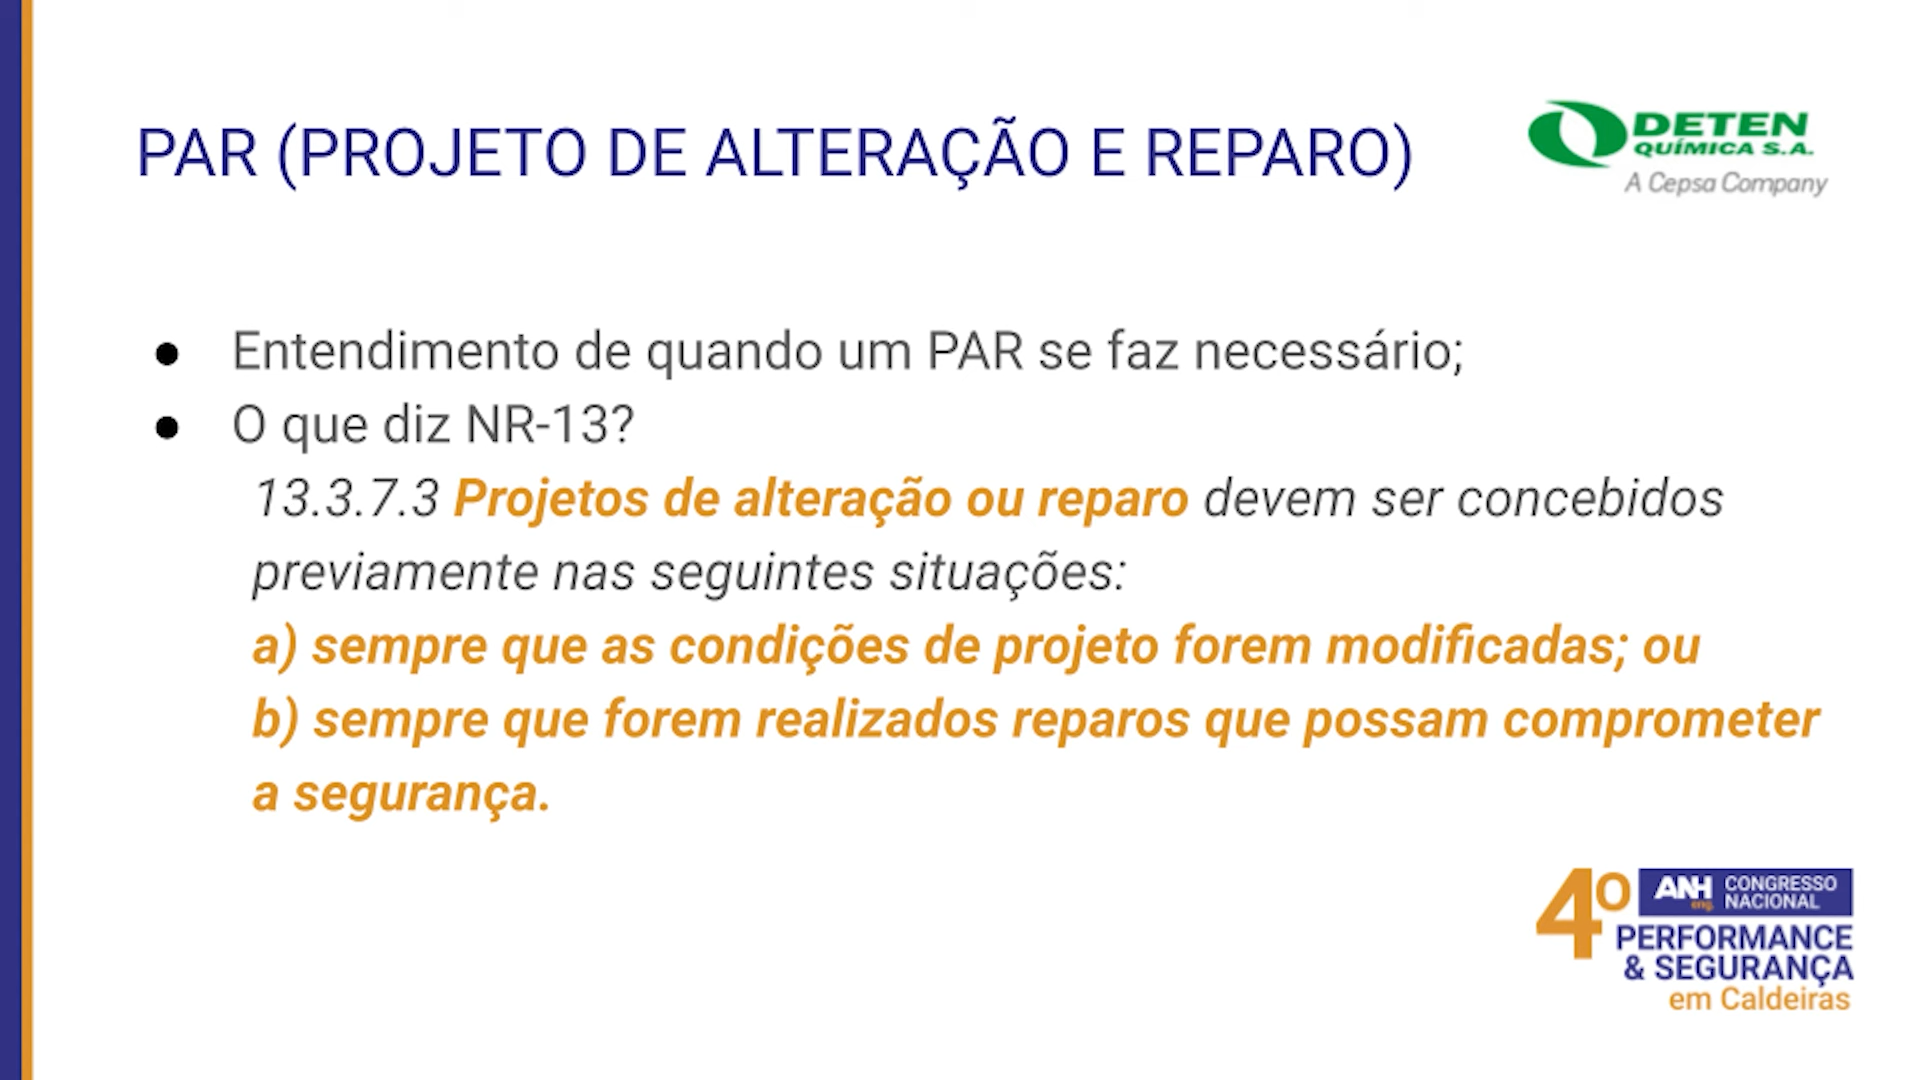 PAR (PROJETO DE ALTERAÇÃO E REPARO)
DETEN
QUÍMICA S.A.
A Cepsa Company
● Entendimento de quando um PAR se faz necessário;
● O que diz NR-13?
13.3.7.3 Projetos de alteração ou reparo devem ser concebidos
previamente nas seguintes situações:
a) sempre que as condições de projeto forem modificadas; ou
b) sempre que forem realizados reparos que possam comprometer
a segurança.
4º ANH eng. CONGRESSO
NACIONAL
PERFORMANCE
& SEGURANÇA
em Caldeiras